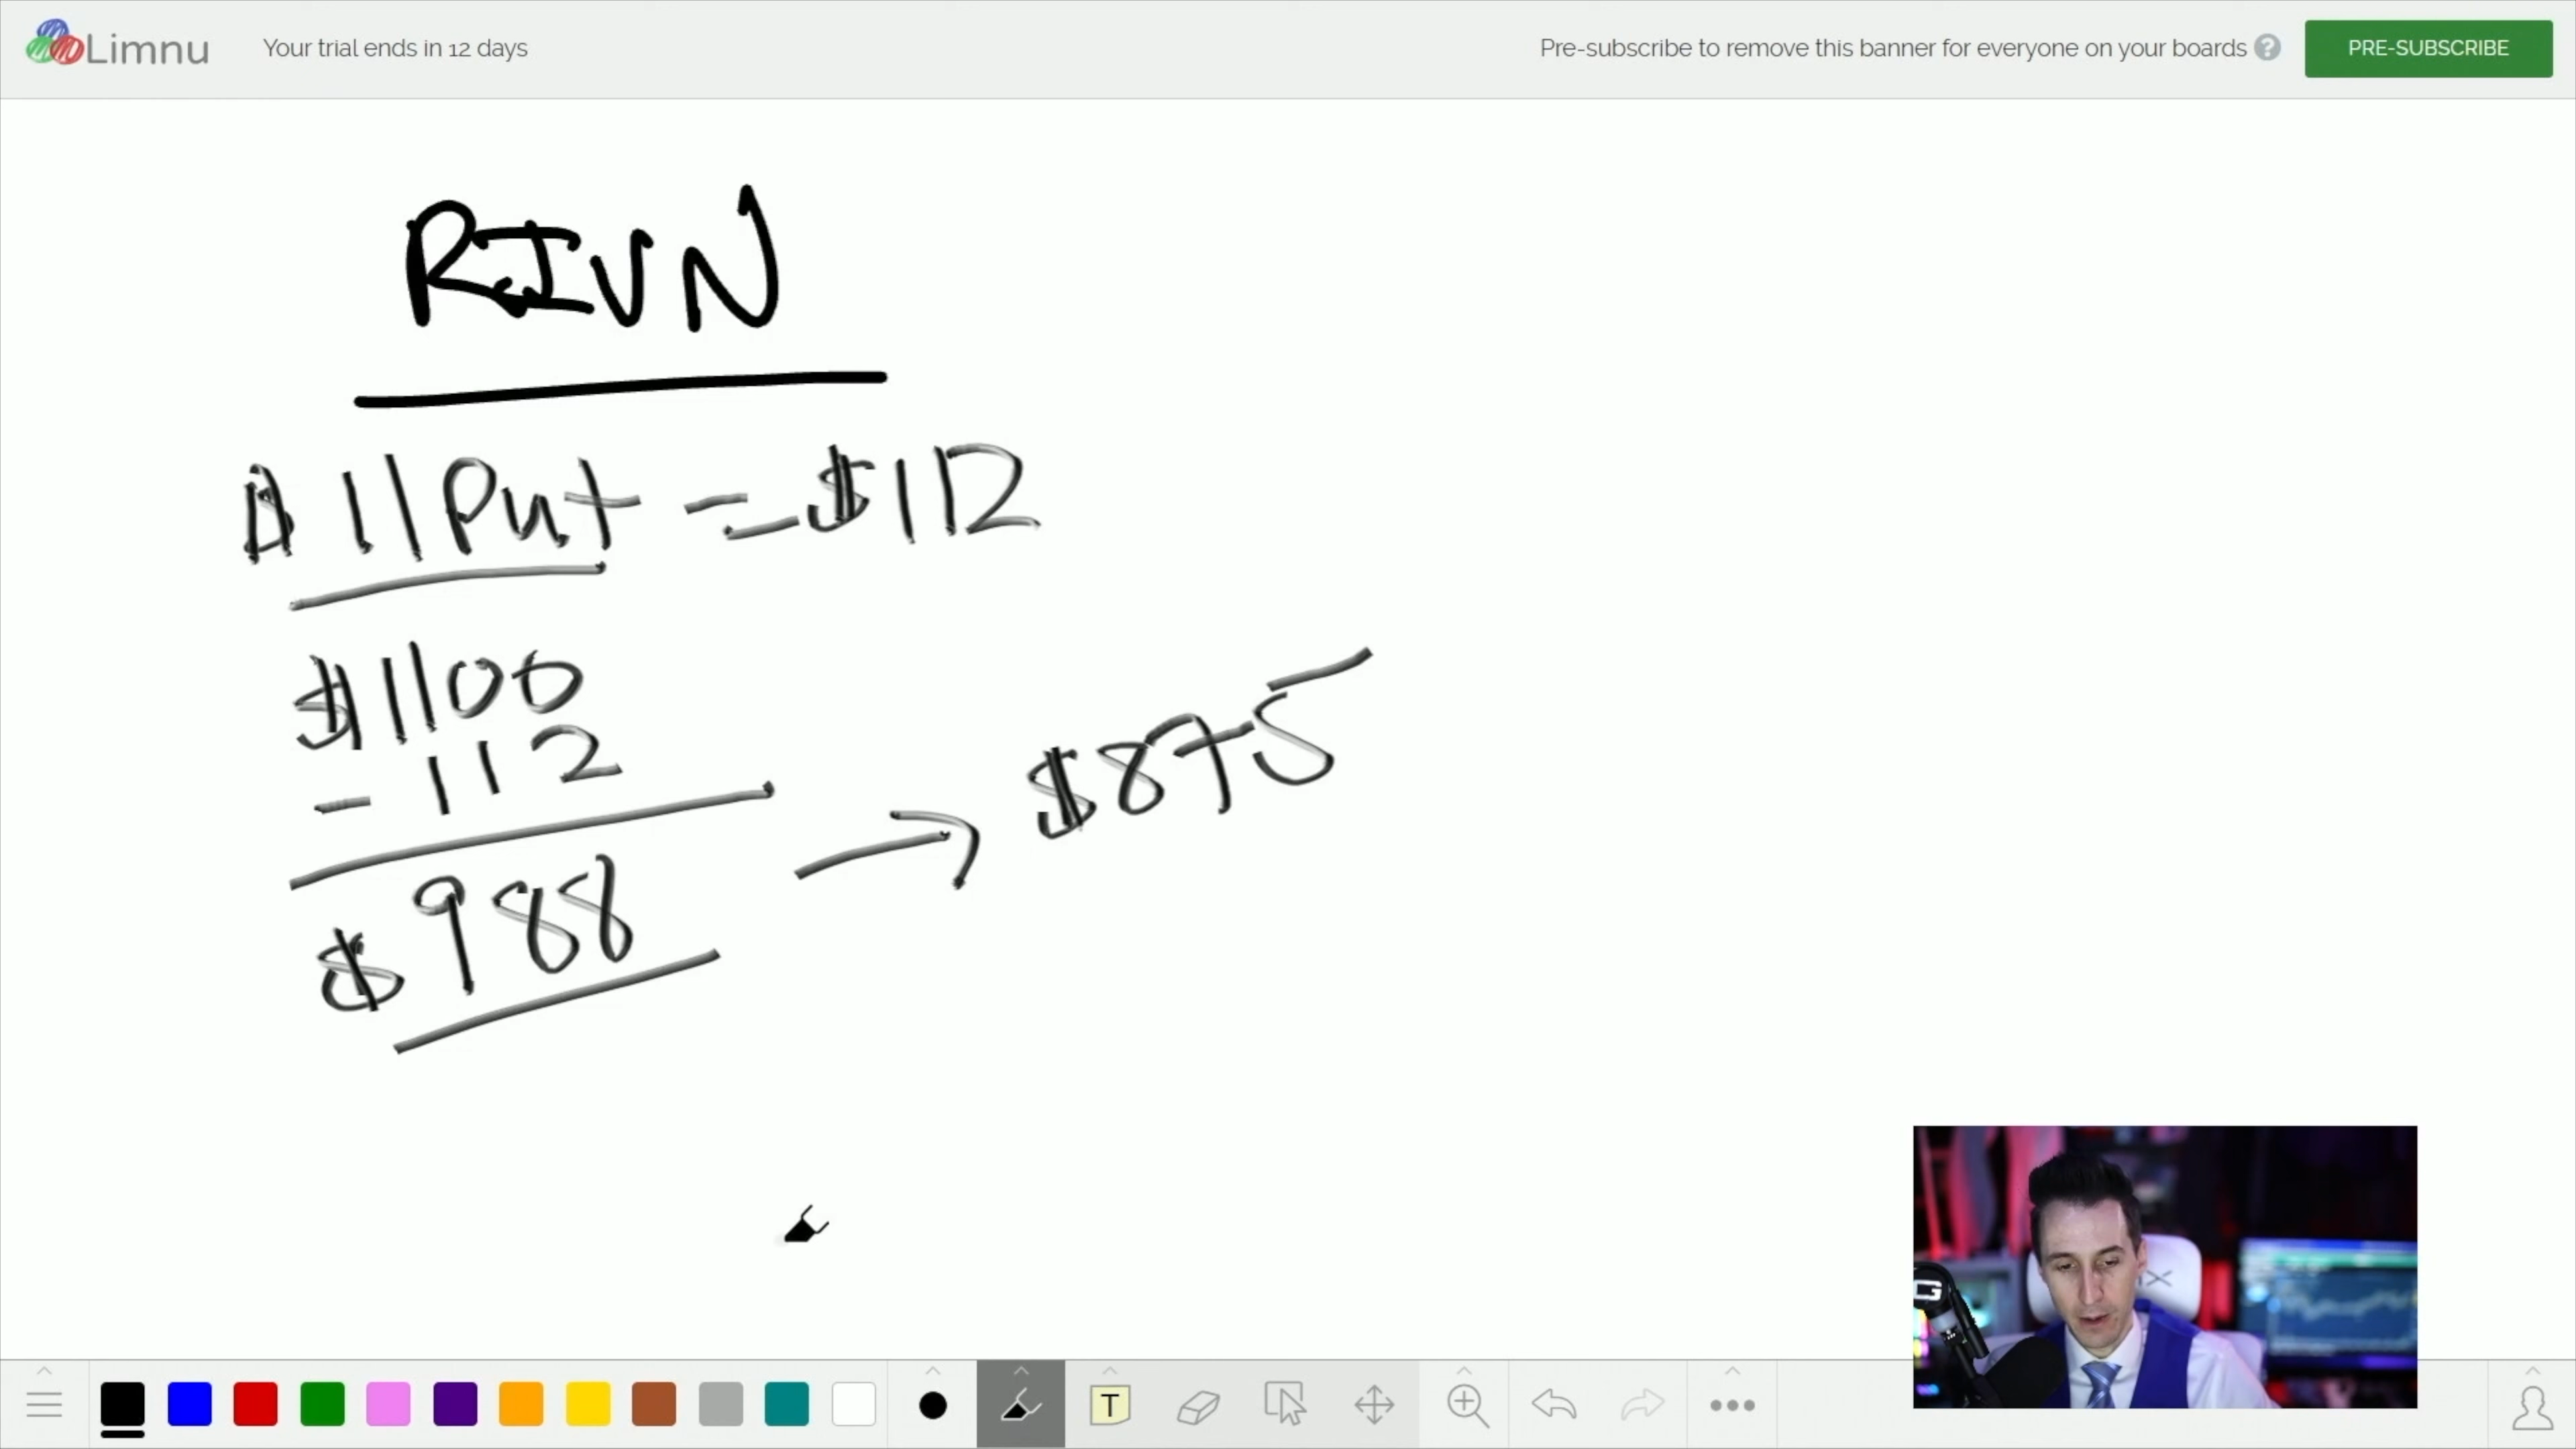 Limnu
Your trial ends in 12 days
Pre-subscribe to remove this banner for everyone on your boards ?
PRE-SUBSCRIBE
RIVN
$11 Put = $112
$1100
- 112
$988
→ $875
T